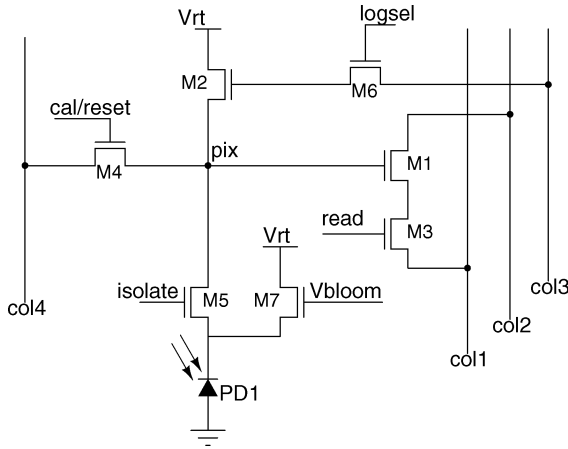 Vrt
logsel
M2
M6
cal/reset
M4
pix
M1
read
M3
Vrt
isolate
M5
M7
Vbloom
col4
col3
col2
col1
PD1